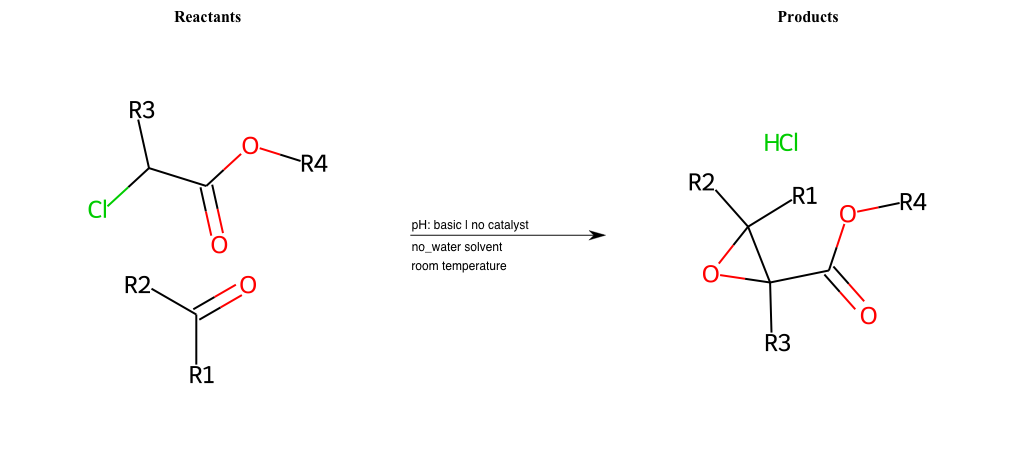 Reactants
Products
R3
O
R4
Cl
O
R2
O
R1
pH: basic | no catalyst
no_water solvent
room temperature
HCl
R2
R1
O
R4
O
O
R3